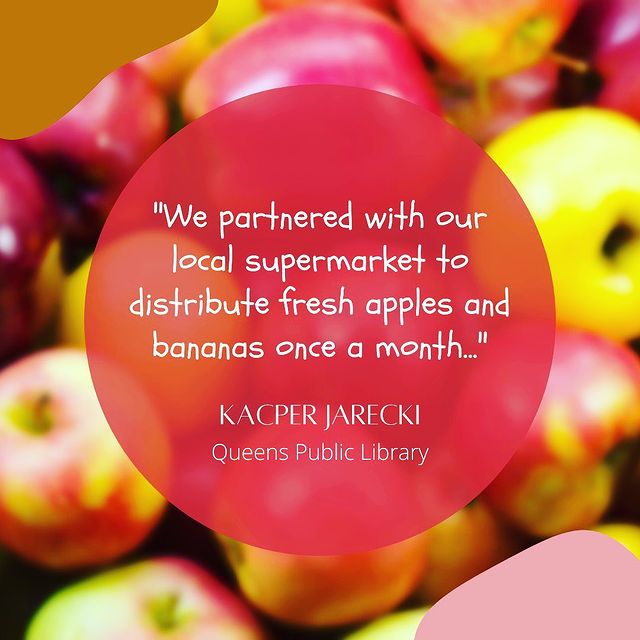 "We partnered with our
local supermarket to
distribute fresh apples and
bananas once a month..."
KACPER JARECKI
Queens Public Library